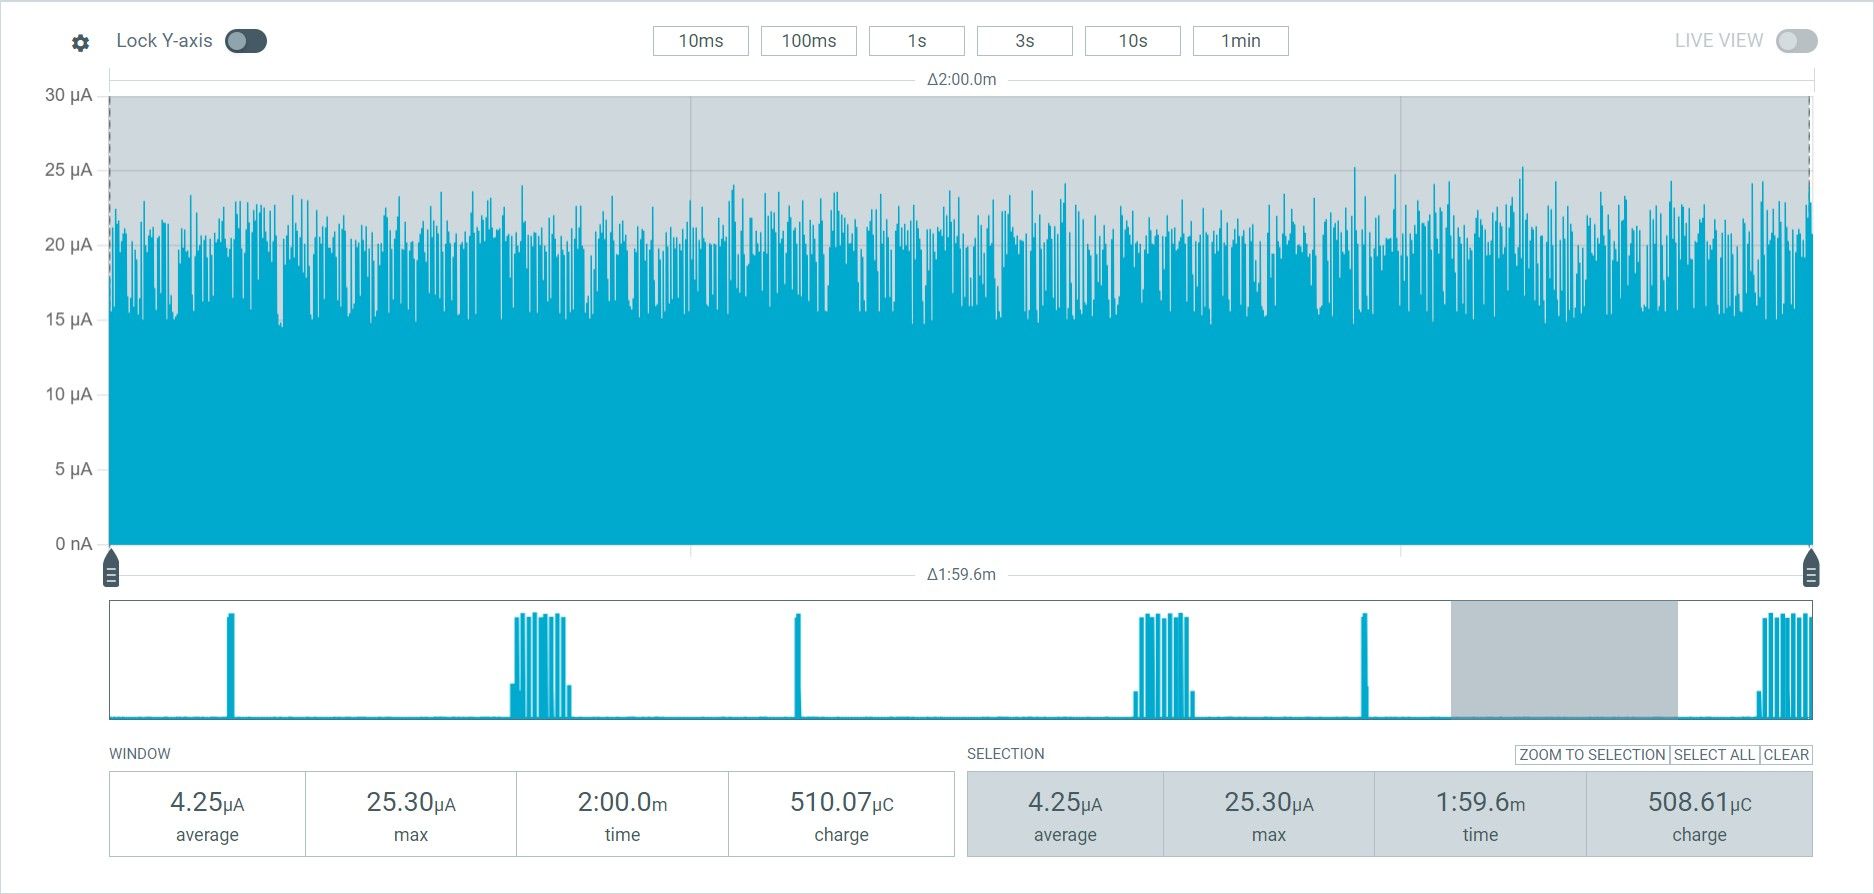 Lock Y-axis
10ms 100ms 1s 3s 10s 1min
LIVE VIEW
Δ2:00.0m
30 µA
25 µA
20 µA
15 µA
10 µA
5 µA
0 nA
Δ1:59.6m
WINDOW
4.25µA 25.30µA 2:00.0m 510.07µC
average max time charge
SELECTION
ZOOM TO SELECTION SELECT ALL CLEAR
4.25µA 25.30µA 1:59.6m 508.61µC
average max time charge